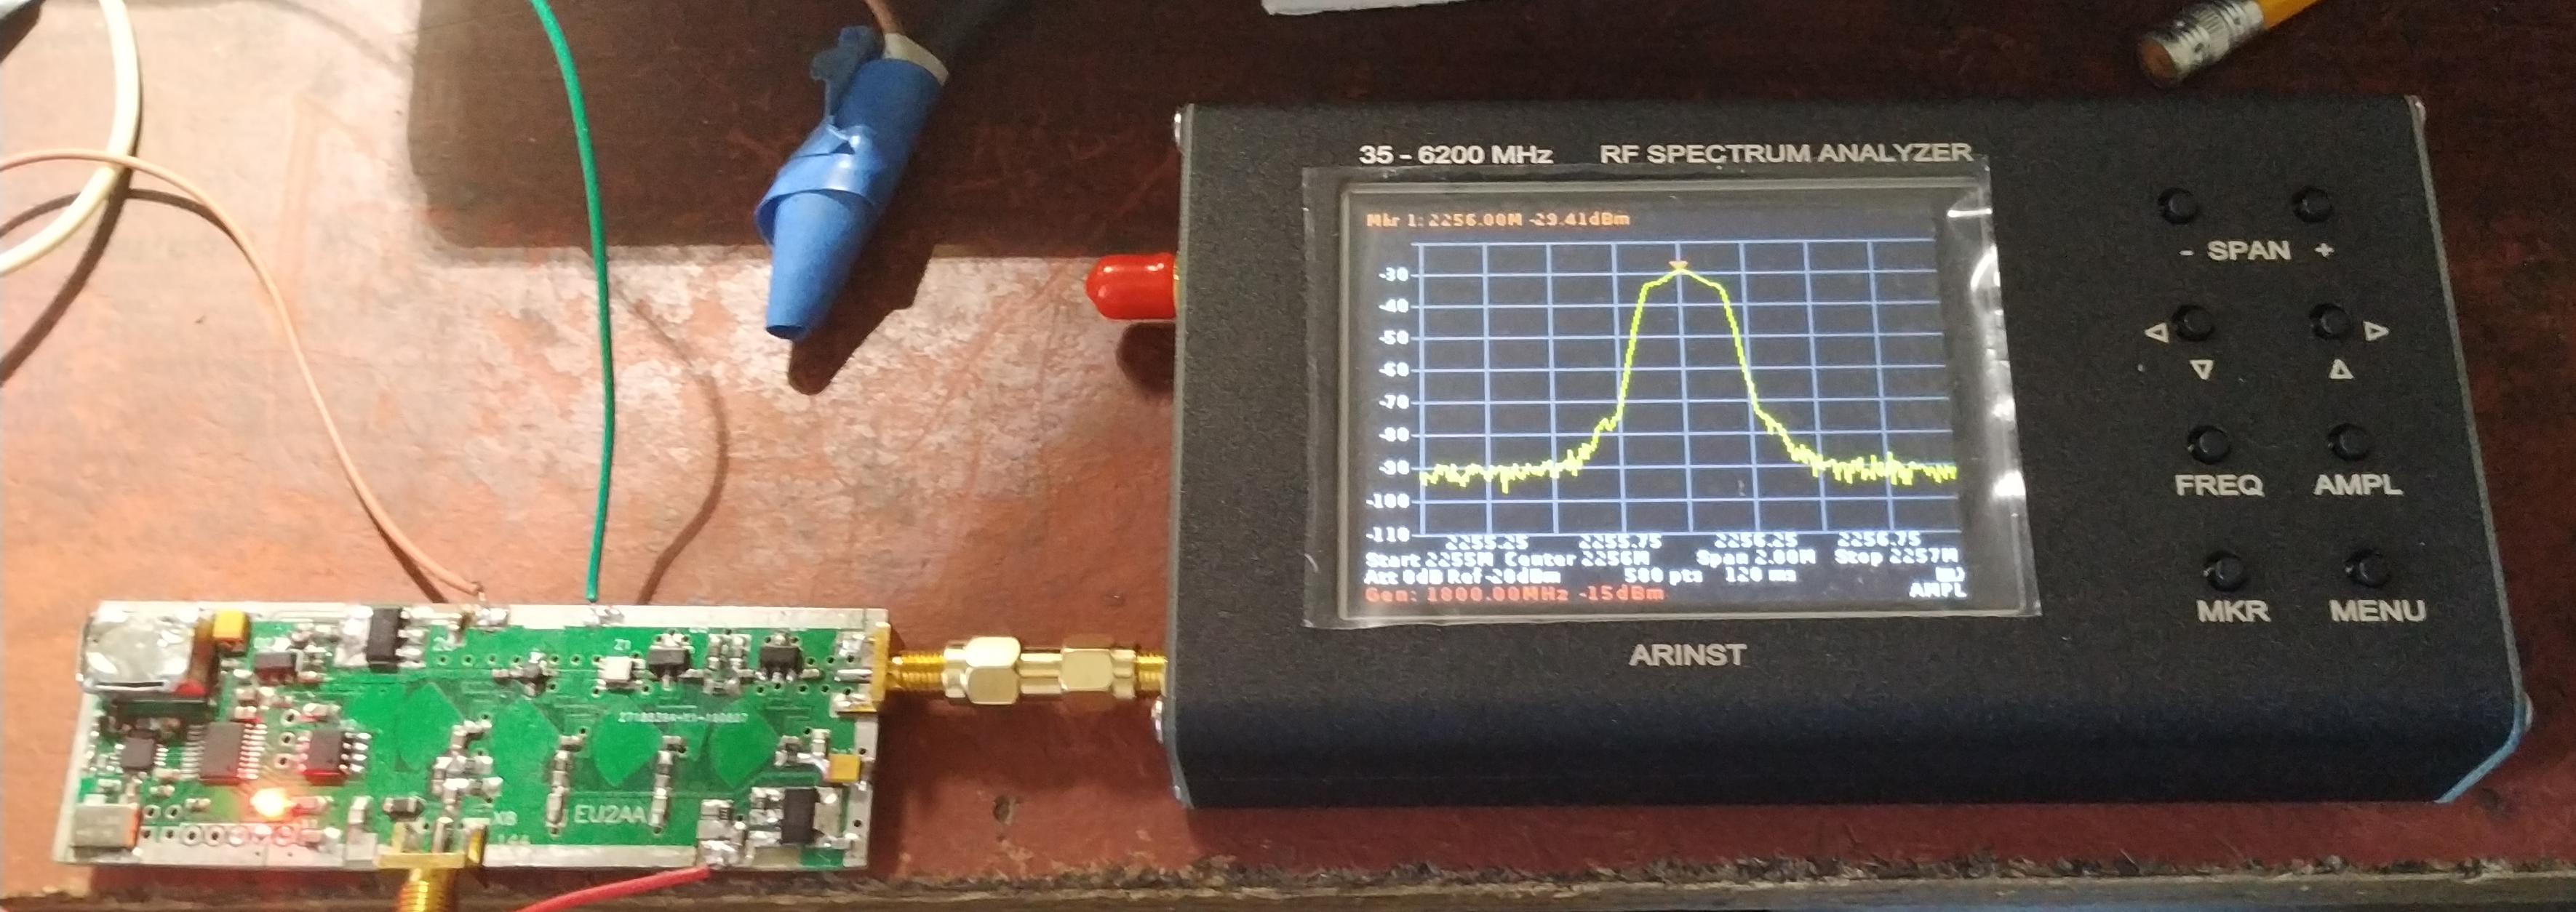 35 - 6200 MHz RF SPECTRUM ANALYZER
Mkr 1: 2256.00M -29.41dBm
-30
-40
-50
-60
-70
-80
-90
-100
-110
2255.25 2255.75 2256.25 2256.75
Start 2255M Center 2256M Span 2.00M Stop 2257M
Att 0dB Ref -20dBm 500 pts 120 ms
Gen: 1800.00MHz -15dBm AMPL
- SPAN +
FREQ AMPL
MKR MENU
ARINST
Z1
EU2AA
X8
144